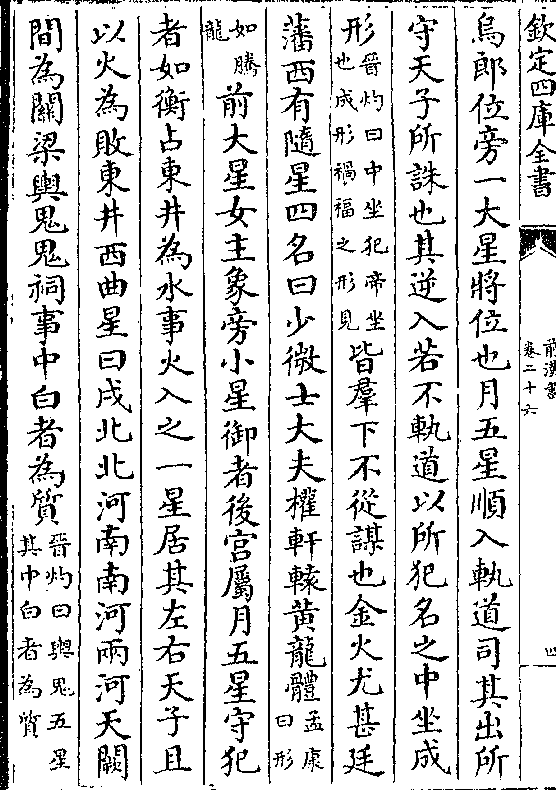 欽定四庫全書
前漢書
卷二十六
四
烏郎位旁一大星將位也月五星順入軌道司其出所
守天子所誅也其逆入若不軌道以所犯名之中坐成
形晉灼曰中坐犯帝坐也成形禍福之形見皆羣下不從謀也金火尤甚廷
藩西有隨星四名曰少微士大夫權軒轅黃龍體孟康曰形
如騰龍前大星女主象旁小星御者後宮屬月五星守犯
者如衡占東井為水事火入之一星居其左右天子且
以火為敗東井西曲星曰戌北北河南南河兩河天闕
間為關梁輿鬼鬼祠事中白者為質晉灼曰輿鬼五星其中白者為質